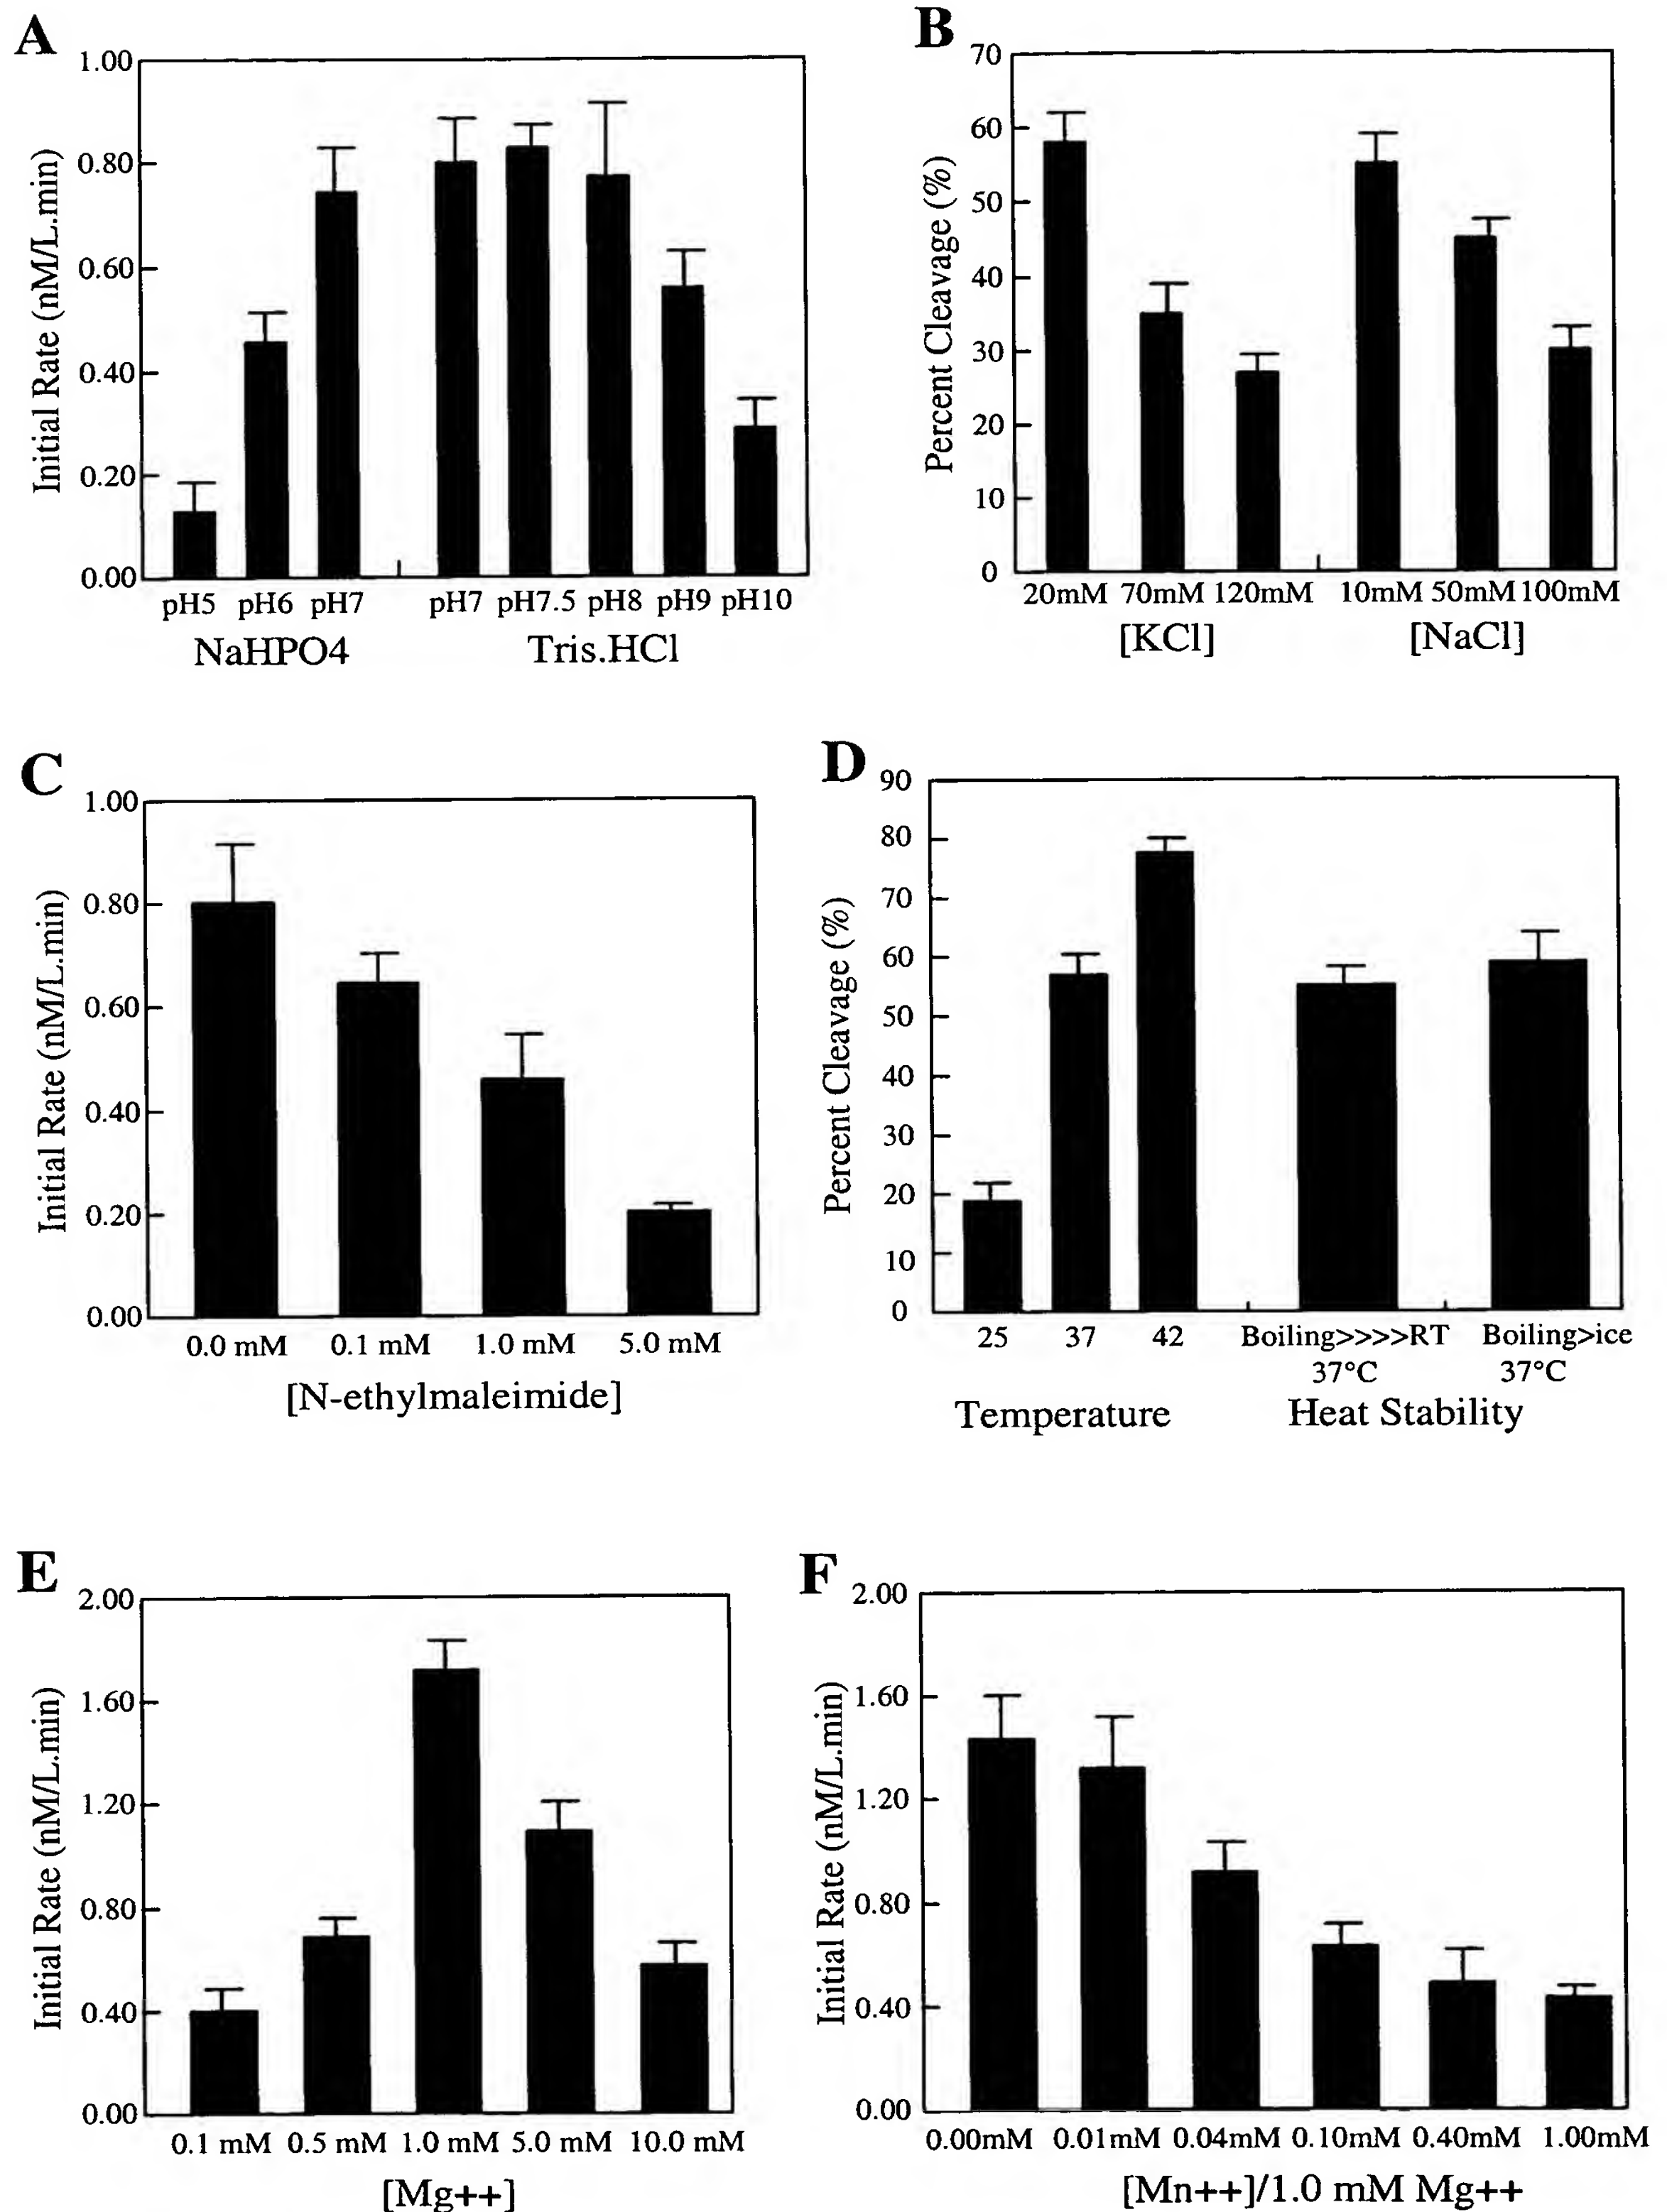 A
Initial Rate (nM/L.min)
1.00
0.80
0.60
0.40
0.20
0.00
pH5 pH6 pH7 pH7 pH7.5 pH8 pH9 pH10
NaHPO4 Tris.HCl
B
Percent Cleavage (%)
70
60
50
40
30
20
10
0
20mM 70mM 120mM 10mM 50mM 100mM
[KCl] [NaCl]
C
Initial Rate (nM/L.min)
1.00
0.80
0.60
0.40
0.20
0.00
0.0 mM 0.1 mM 1.0 mM 5.0 mM
[N-ethylmaleimide]
D
Percent Cleavage (%)
90
80
70
60
50
40
30
20
10
0
25 37 42 Boiling>>>>RT Boiling>ice
37°C 37°C
Temperature Heat Stability
E
Initial Rate (nM/L.min)
2.00
1.60
1.20
0.80
0.40
0.00
0.1 mM 0.5 mM 1.0 mM 5.0 mM 10.0 mM
[Mg++]
F
Initial Rate (nM/L.min)
2.00
1.60
1.20
0.80
0.40
0.00
0.00mM 0.01mM 0.04mM 0.10mM 0.40mM 1.00mM
[Mn++]/1.0 mM Mg++